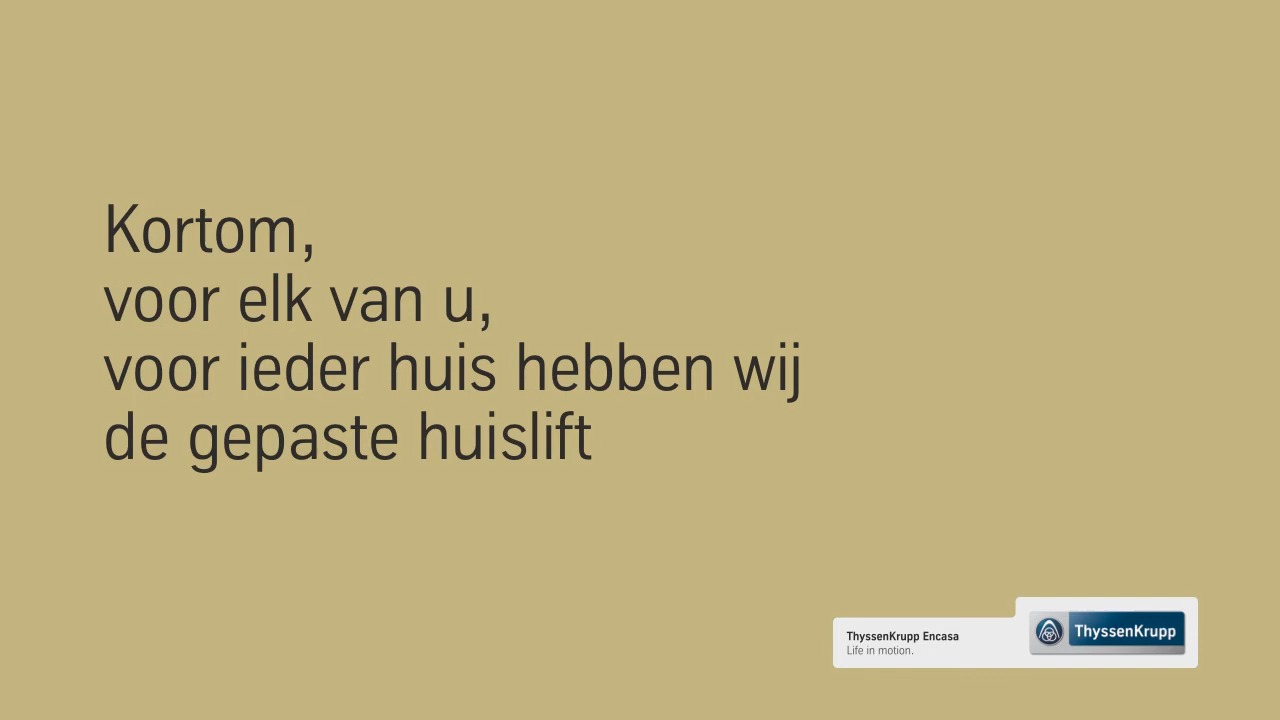 Kortom,
voor elk van u,
voor ieder huis hebben wij
de gepaste huislift
ThyssenKrupp Encasa
Life in motion.
ThyssenKrupp